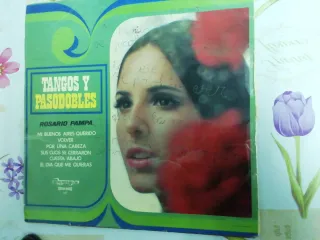 TANGOS Y
PASODOBLES
ROSARIO PAMPA
MI BUENOS AIRES QUERIDO
VOLVER
POR UNA CABEZA
SUS OJOS SE CERRARON
CUESTA ABAJO
EL DIA QUE ME QUIERAS